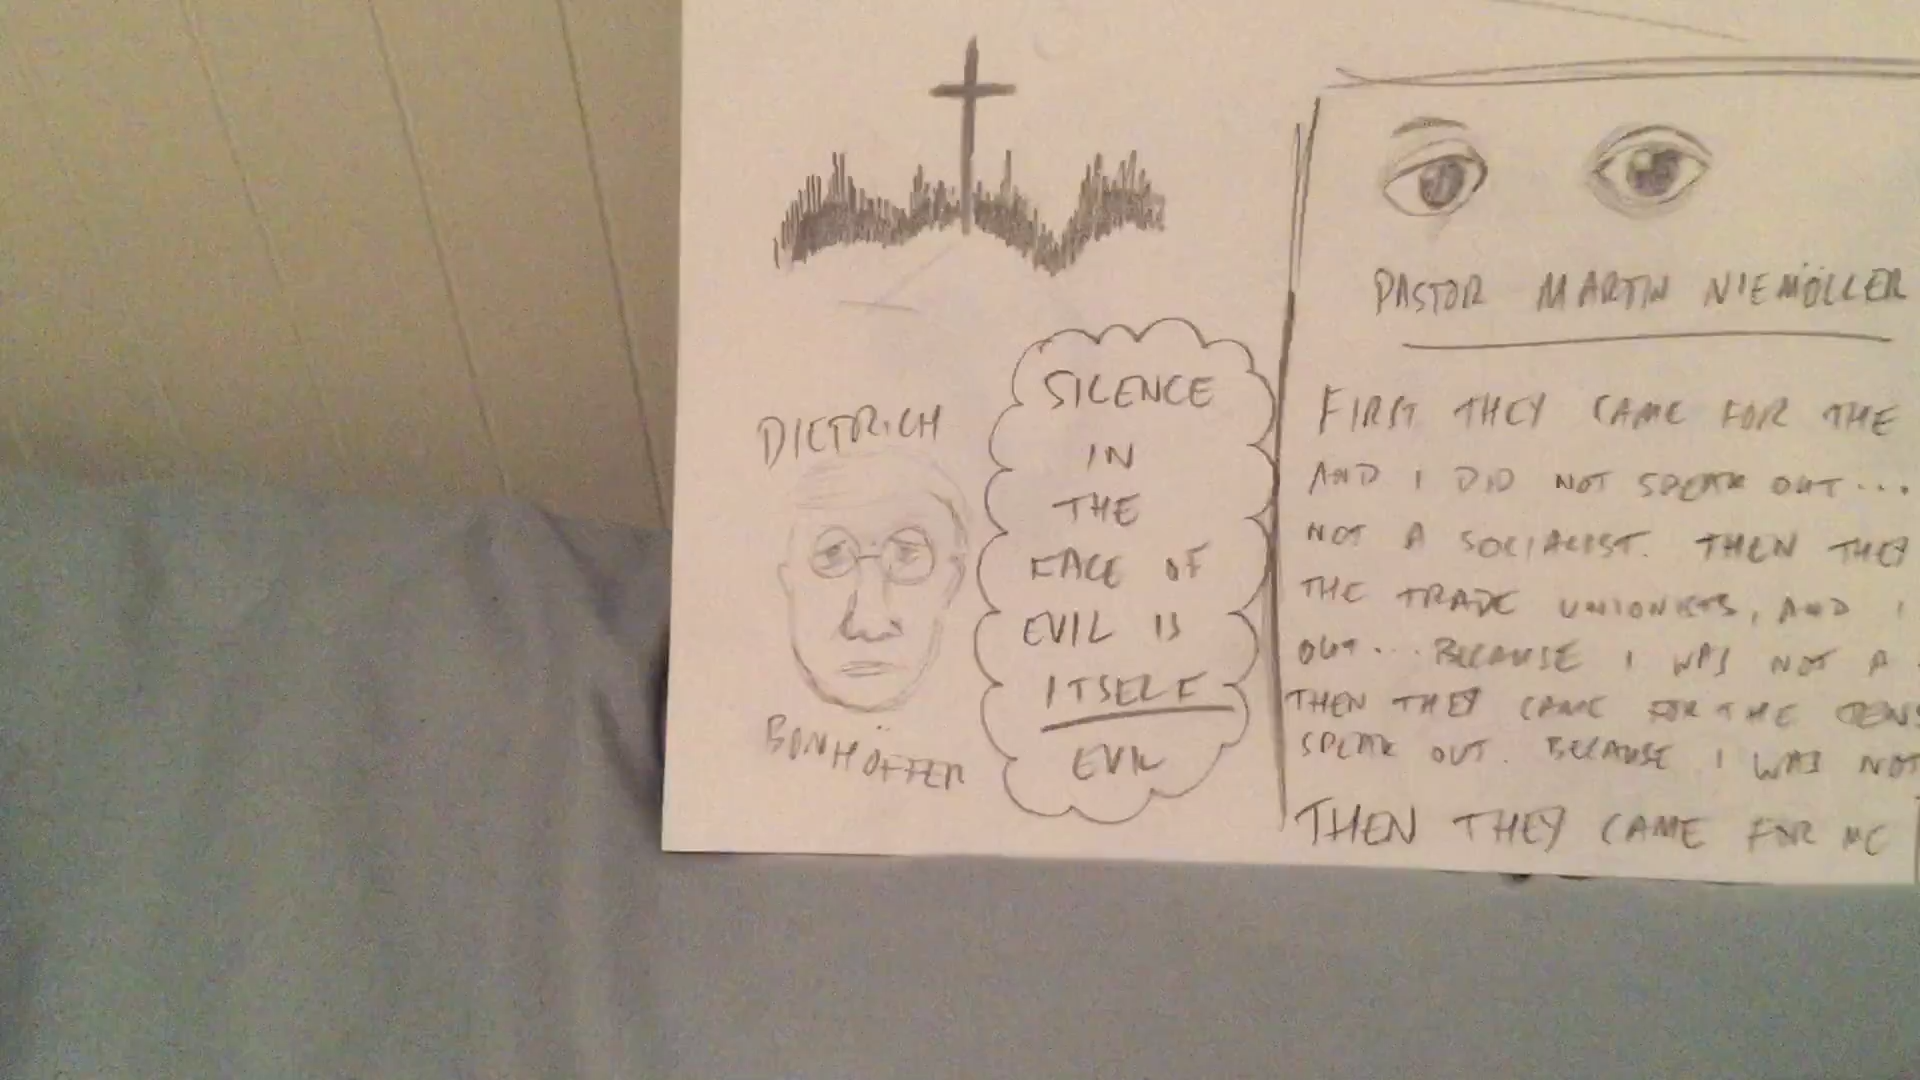 DIETRICH
BONHÖFFER
SILENCE
IN
THE
FACE OF
EVIL IS
ITSELF
EVIL
PASTOR MARTIN NIEMÖLLER
FIRST THEY CAME FOR THE
AND I DID NOT SPEAK OUT...
NOT A SOCIALIST. THEN THEY
THE TRADE UNIONISTS, AND I
OUT... BECAUSE I WAS NOT A
THEN THEY CAME FOR THE JEWS
SPEAK OUT. BECAUSE I WAS NOT
THEN THEY CAME FOR ME